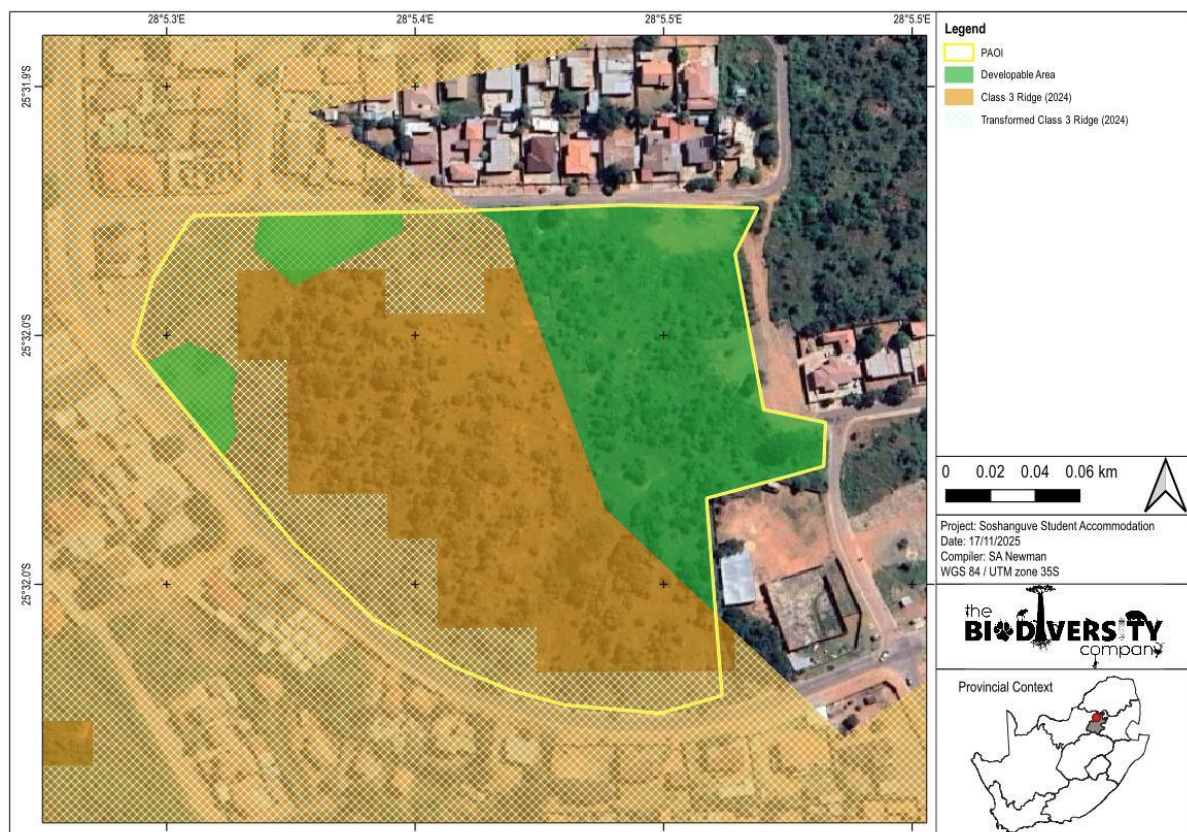 28°5.3'E
28°5.4'E
28°5.5'E
28°5.5'E
25°31.9'S
25°32.0'S
25°32.0'S
Legend
PAOI
Developable Area
Class 3 Ridge (2024)
Transformed Class 3 Ridge (2024)
0 0.02 0.04 0.06 km
Project: Soshanguve Student Accommodation
Date: 17/11/2025
Compiler: SA Newman
WGS 84 / UTM zone 35S
the
BIODIVERSITY
company
Provincial Context